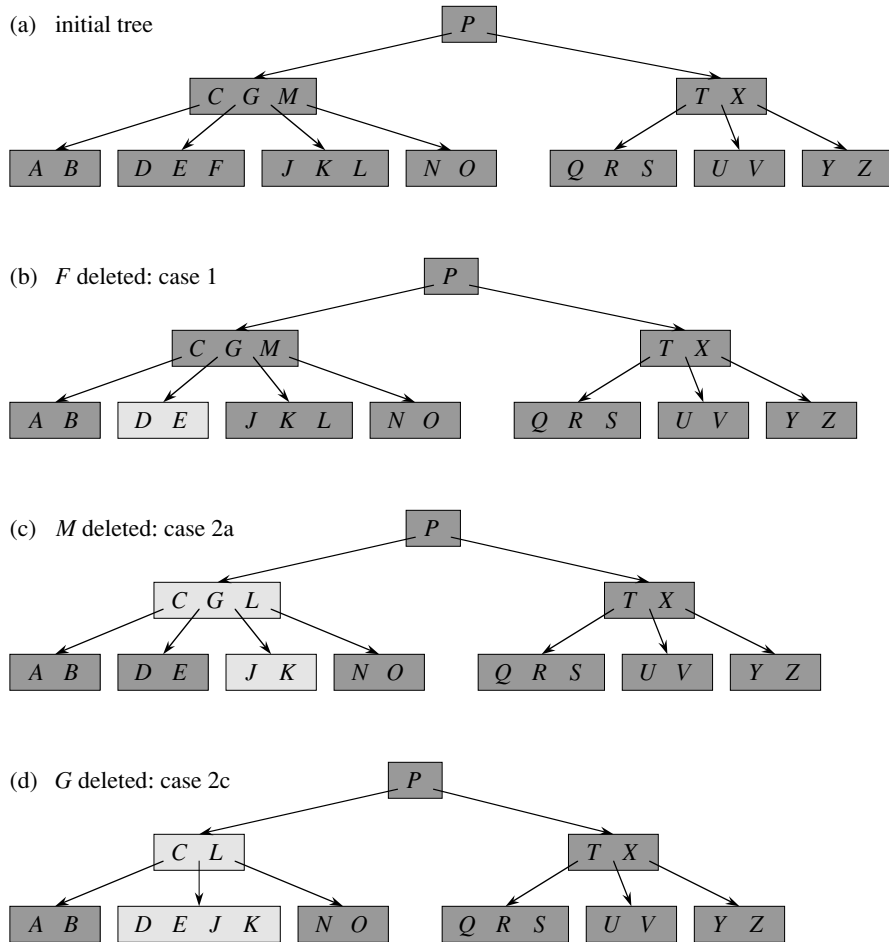 (a) initial tree
P
C G M
T X
A B
D E F
J K L
N O
Q R S
U V
Y Z
(b) F deleted: case 1
P
C G M
T X
A B
D E
J K L
N O
Q R S
U V
Y Z
(c) M deleted: case 2a
P
C G L
T X
A B
D E
J K
N O
Q R S
U V
Y Z
(d) G deleted: case 2c
P
C L
T X
A B
D E J K
N O
Q R S
U V
Y Z